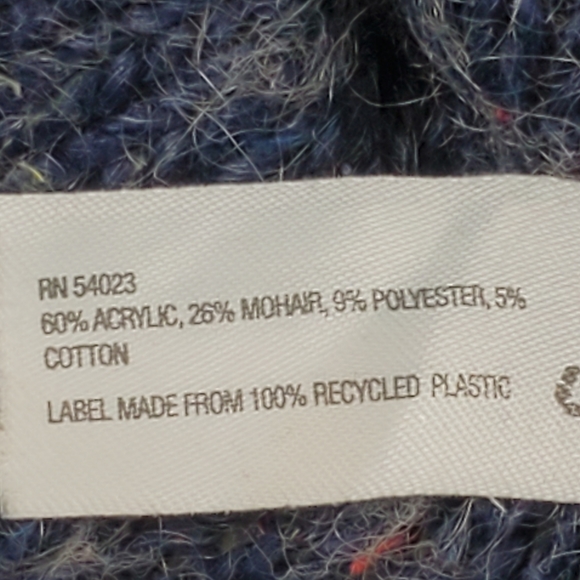 RN 54023
60% ACRYLIC, 26% MOHAIR, 9% POLYESTER, 5%
COTTON
LABEL MADE FROM 100% RECYCLED PLASTIC